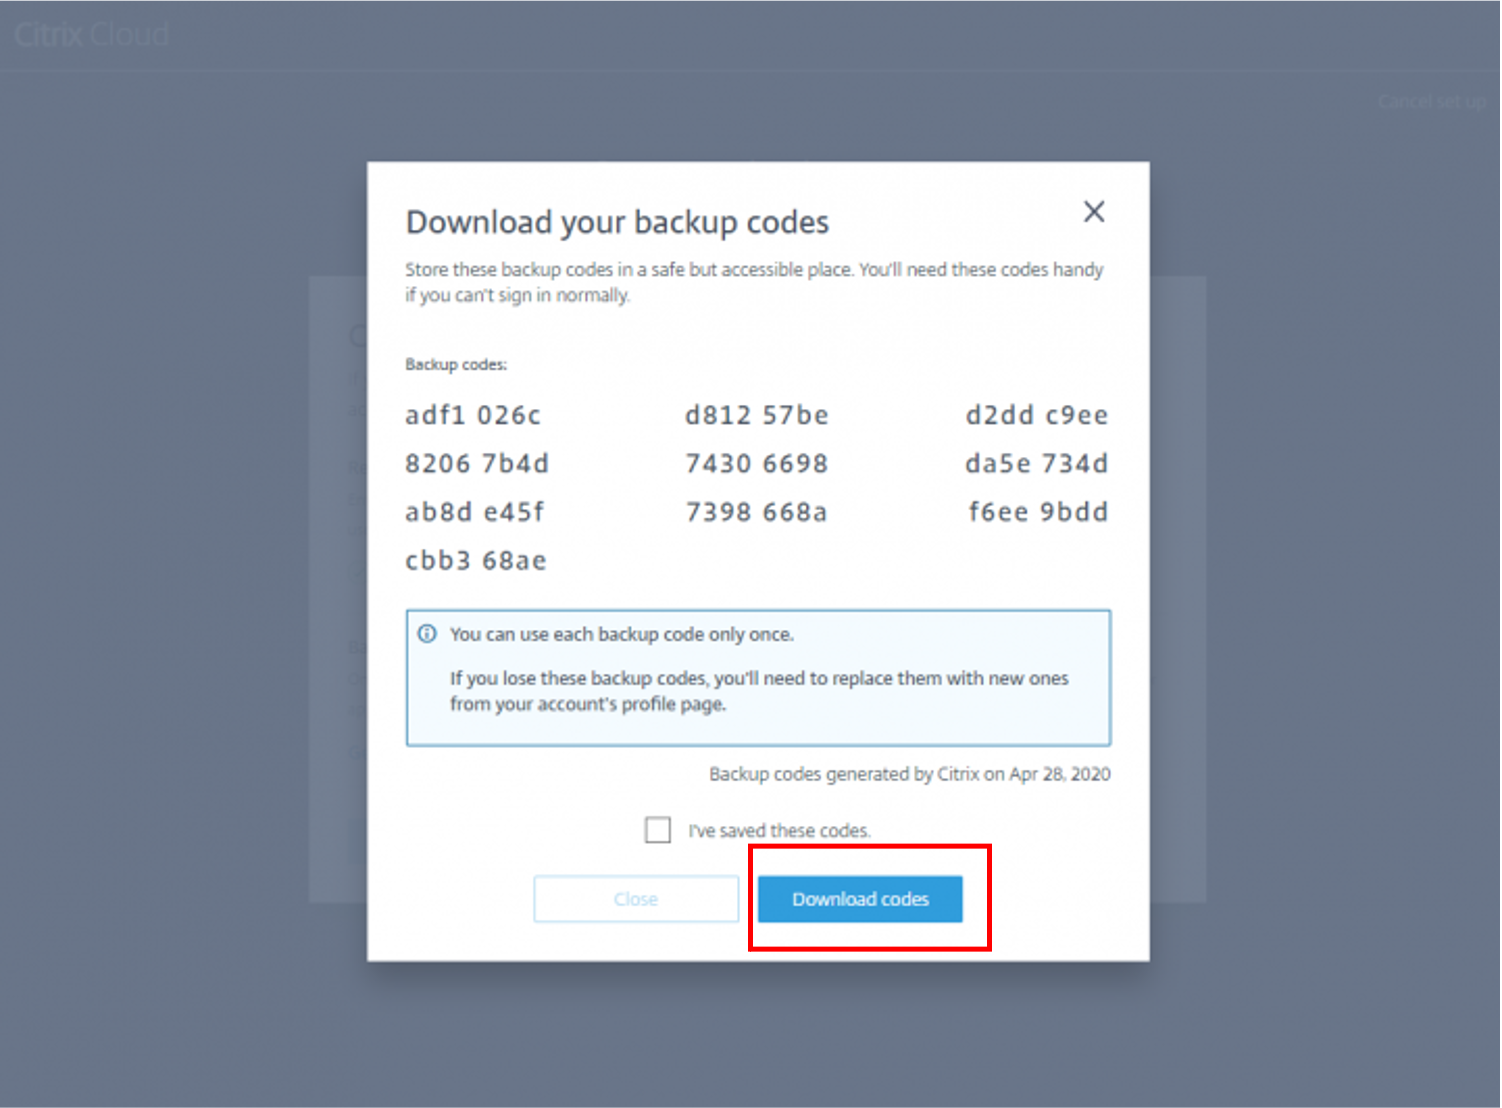 Citrix Cloud
Cancel set up
Download your backup codes
Store these backup codes in a safe but accessible place. You'll need these codes handy
if you can't sign in normally.
Backup codes:
adf1 026c d812 57be d2dd c9ee
8206 7b4d 7430 6698 da5e 734d
ab8d e45f 7398 668a f6ee 9bdd
cbb3 68ae
You can use each backup code only once.
If you lose these backup codes, you'll need to replace them with new ones
from your account's profile page.
Backup codes generated by Citrix on Apr 28, 2020
I've saved these codes.
Close Download codes